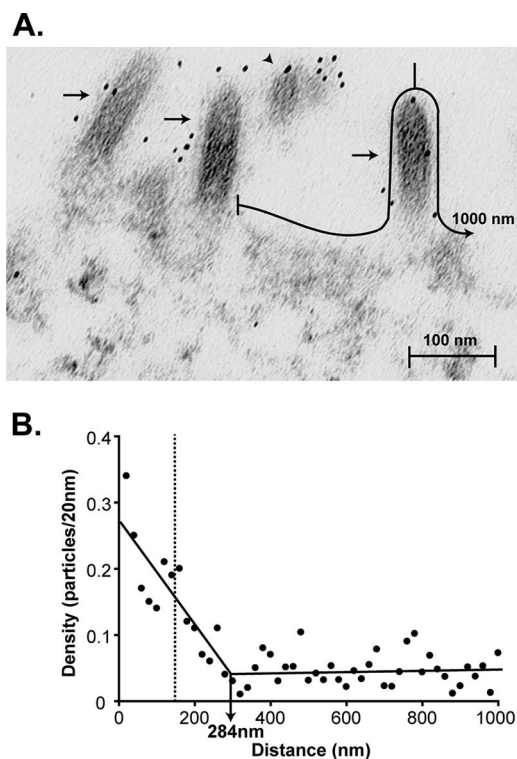 A.
1000 nm
100 nm
B.
Density (particles/20nm)
0.4
0.3
0.2
0.1
0
0 200 400 600 800 1000
284nm
Distance (nm)